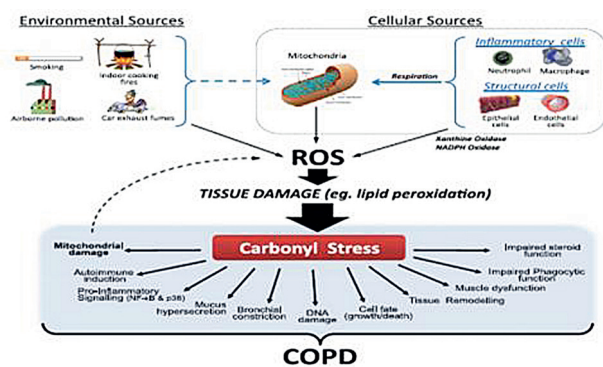 Environmental Sources
Cellular Sources
Smoking
Indoor cooking
fires
Airborne pollution
Car exhaust fumes
Mitochondria
Respiration
Inflammatory cells
Neutrophil
Macrophage
Structural cells
Epithelial
cells
Endothelial
cells
Xanthine Oxidase
NADPH Oxidase
ROS
TISSUE DAMAGE (eg. lipid peroxidation)
Carbonyl Stress
Mitochondrial
damage
Autoimmune
induction
Pro-Inflammatory
Signalling (NF-κB & p38)
Mucus
hypersecretion
Bronchial
constriction
DNA
damage
Cell fate
(growth/death)
Tissue Remodelling
Muscle dysfunction
Impaired Phagocytic
function
Impaired steroid
function
COPD